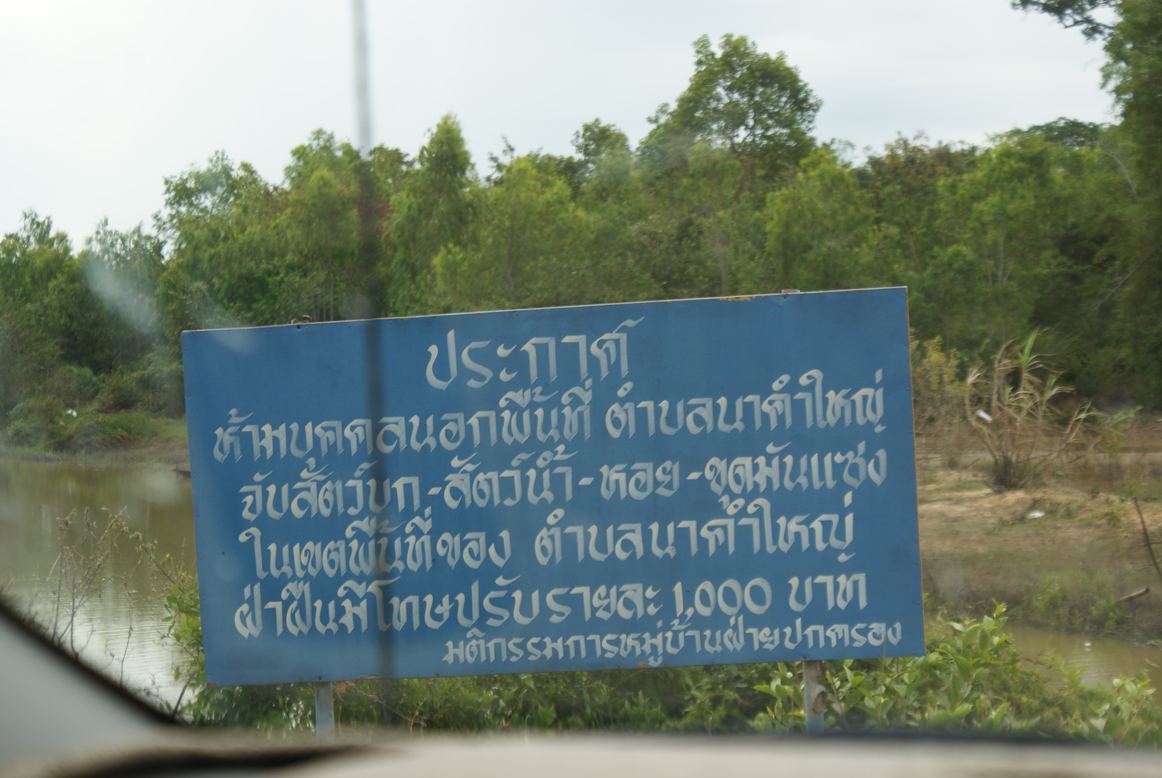 ประกาศ
ห้ามบุคคลนอกพื้นที่ ตำบลนาคำใหญ่
จับสัตว์บก-สัตว์น้ำ-หอย-ขุดมันแซ่ง
ในเขตพื้นที่ของ ตำบลนาคำใหญ่
ฝ่าฝืนมีโทษปรับรายละ 1,000 บาท
มติกรรมการหมู่บ้านฝ่ายปกครอง